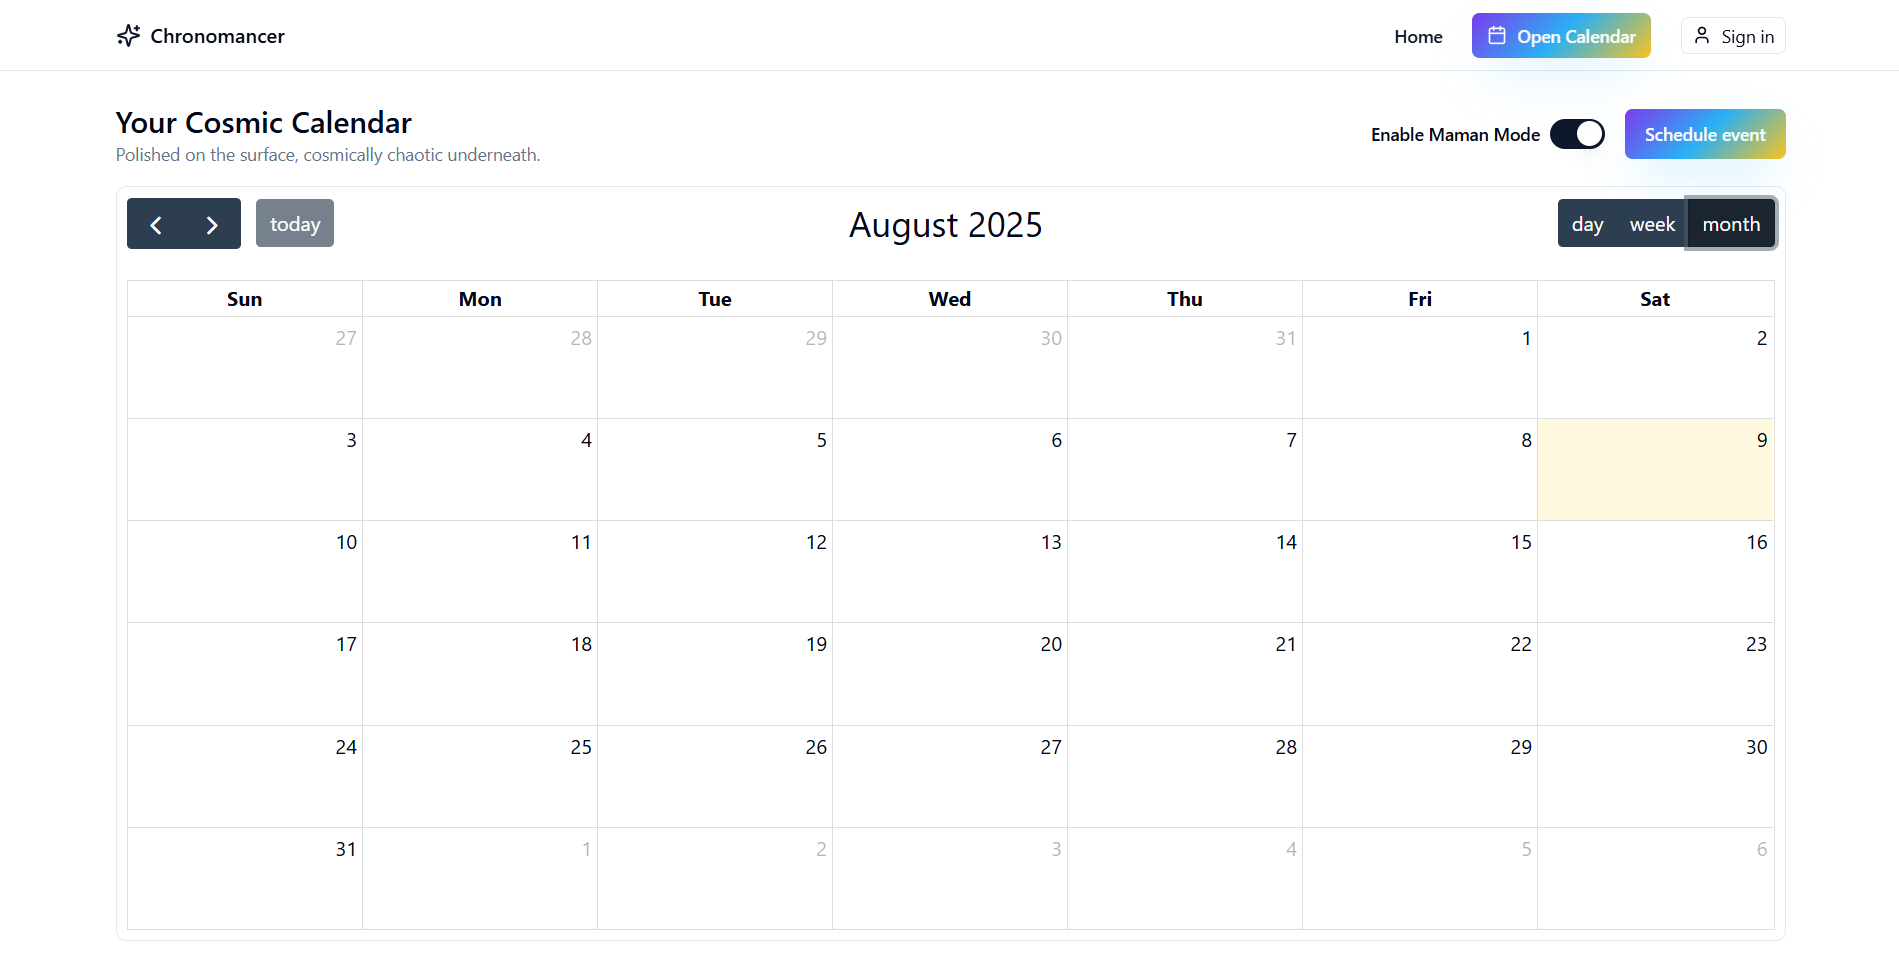 Chronomancer Home Open Calendar Sign in
Your Cosmic Calendar
Polished on the surface, cosmically chaotic underneath.
Enable Maman Mode Schedule event
today August 2025 day week month
Sun Mon Tue Wed Thu Fri Sat
27 28 29 30 31 1 2
3 4 5 6 7 8 9
10 11 12 13 14 15 16
17 18 19 20 21 22 23
24 25 26 27 28 29 30
31 1 2 3 4 5 6